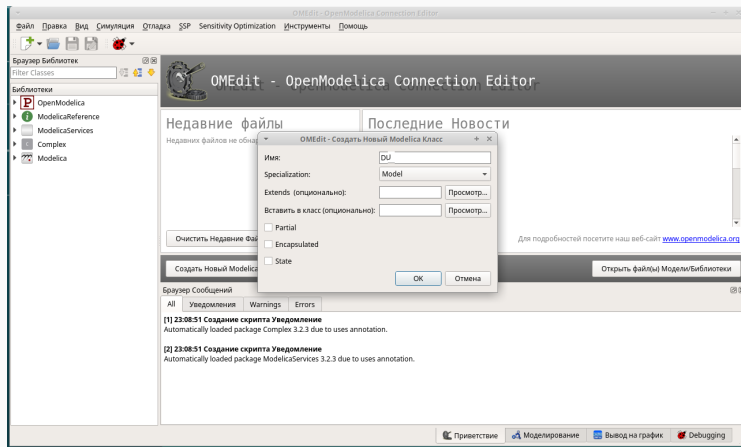 OMEdit - OpenModelica Connection Editor
Файл Правка Вид Симуляция Отладка SSP Sensitivity Optimization Инструменты Помощь
Браузер Библиотек
Filter Classes
Библиотеки
OpenModelica
ModelicaReference
ModelicaServices
Complex
Modelica
OMEdit - OpenModelica Connection Editor
Недавние файлы
Последние Новости
Недавних файлов не обнар
OMEdit - Создать Новый Modelica Класс
Имя: DU
Specialization: Model
Extends (опционально): Просмотр...
Вставить в класс (опционально): Просмотр...
Partial
Encapsulated
State
OK Отмена
Очистить Недавние Фай
Для подробностей посетите наш веб-сайт www.openmodelica.org
Создать Новый Modelica
Открыть файл(ы) Модели/Библиотеки
Браузер Сообщений
All Уведомления Warnings Errors
[1] 23:08:51 Создание скрипта Уведомление
Automatically loaded package Complex 3.2.3 due to uses annotation.
[2] 23:08:51 Создание скрипта Уведомление
Automatically loaded package ModelicaServices 3.2.3 due to uses annotation.
Приветствие Моделирование Вывод на график Debugging